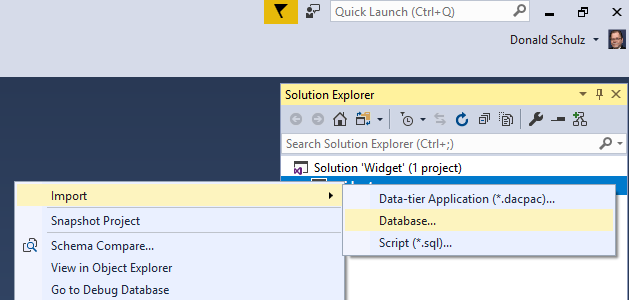 Quick Launch (Ctrl+Q)
Donald Schulz
Solution Explorer
Search Solution Explorer (Ctrl+;)
Solution 'Widget' (1 project)
Import
Snapshot Project
Schema Compare...
View in Object Explorer
Go to Debug Database
Data-tier Application (*.dacpac)...
Database...
Script (*.sql)...